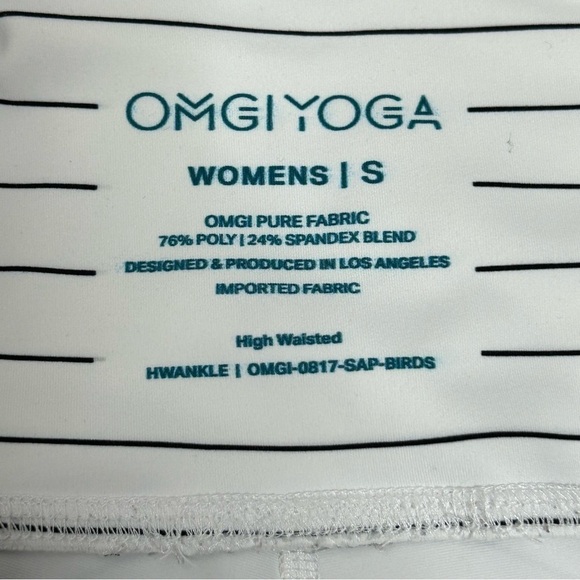 OMGIYOGA
WOMENS | S
OMGI PURE FABRIC
76% POLY | 24% SPANDEX BLEND
DESIGNED & PRODUCED IN LOS ANGELES
IMPORTED FABRIC
High Waisted
HWANKLE | OMGI-0817-SAP-BIRDS